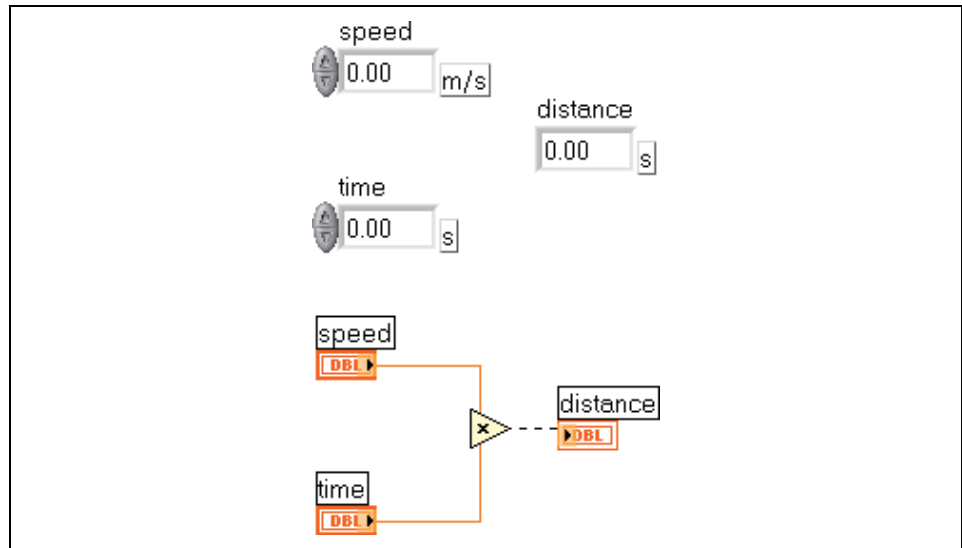 speed
0.00 m/s
distance
0.00 s
time
0.00 s
speed
DBL
×
distance
DBL
time
DBL